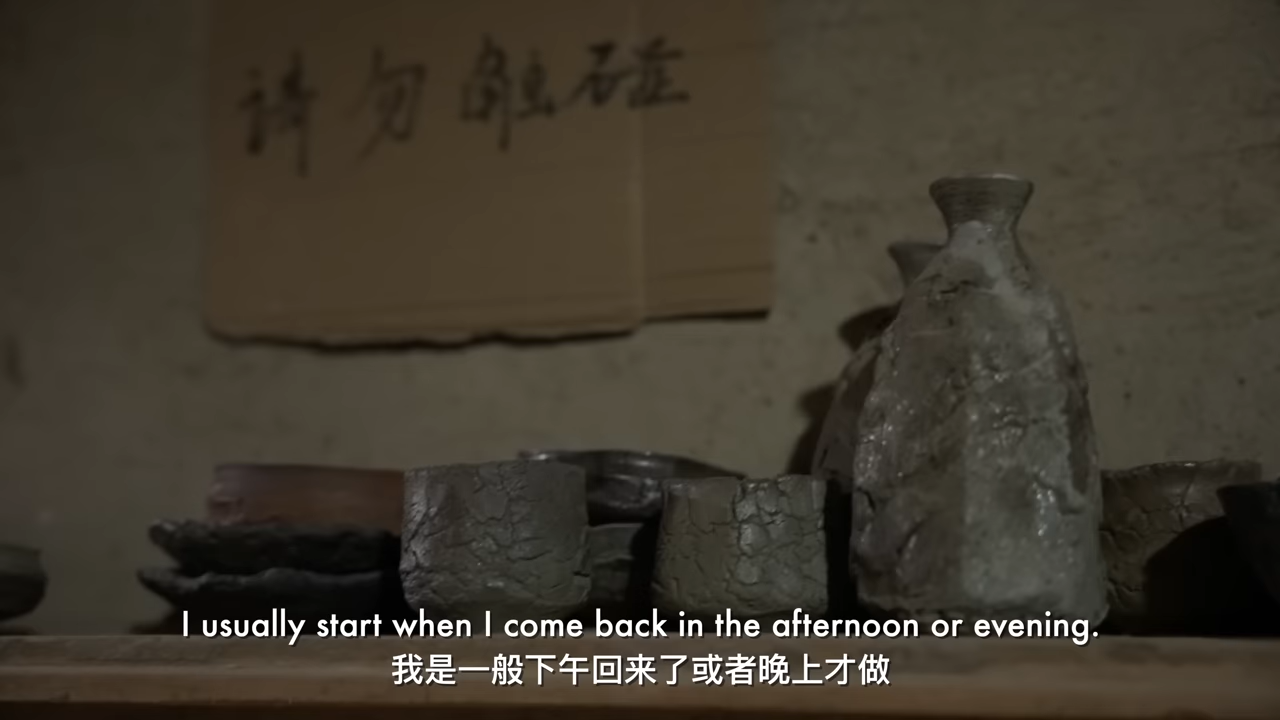 请勿触碰
I usually start when I come back in the afternoon or evening.
我是一般下午回来了或者晚上才做